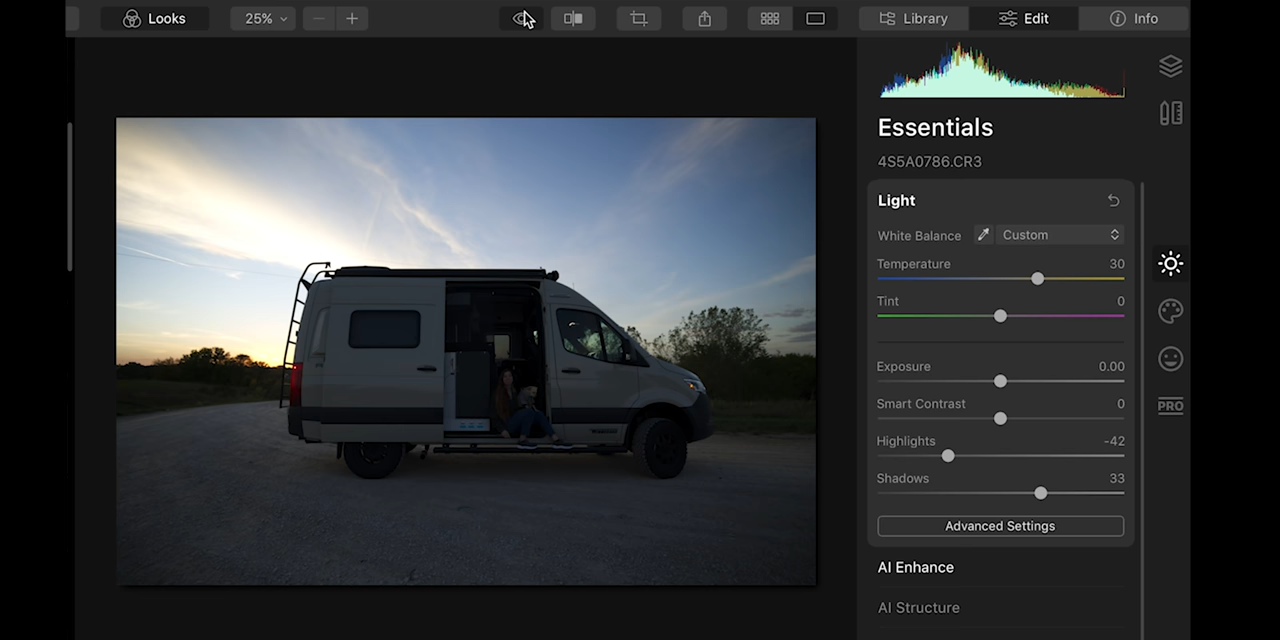 Looks
25%
Library
Edit
Info
Essentials
4S5A0786.CR3
Light
White Balance
Custom
Temperature
30
Tint
0
Exposure
0.00
Smart Contrast
0
Highlights
-42
Shadows
33
Advanced Settings
AI Enhance
AI Structure
PRO